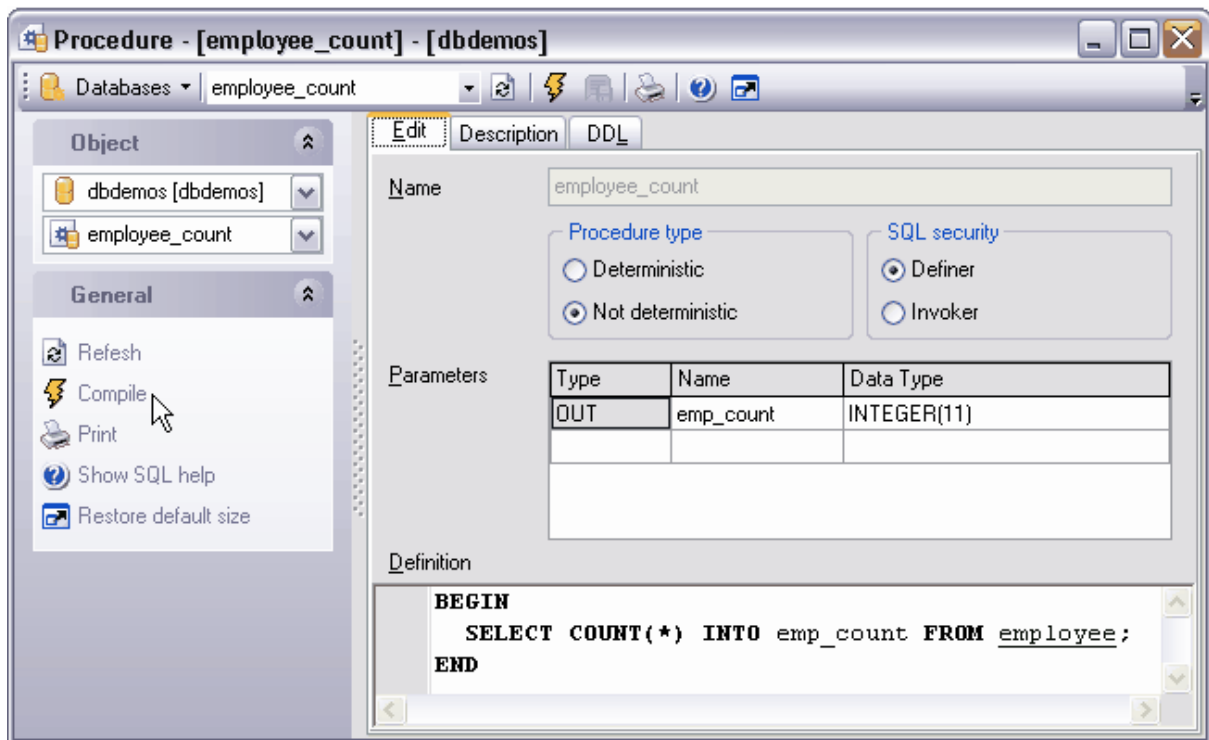 Procedure - [employee_count] - [dbdemos]
Databases employee_count
Object
dbdemos [dbdemos]
employee_count
General
Refesh
Compile
Print
Show SQL help
Restore default size
Edit Description DDL
Name employee_count
Procedure type
Deterministic
Not deterministic
SQL security
Definer
Invoker
Parameters
Type Name Data Type
OUT emp_count INTEGER(11)
Definition
BEGIN
SELECT COUNT(*) INTO emp_count FROM employee;
END